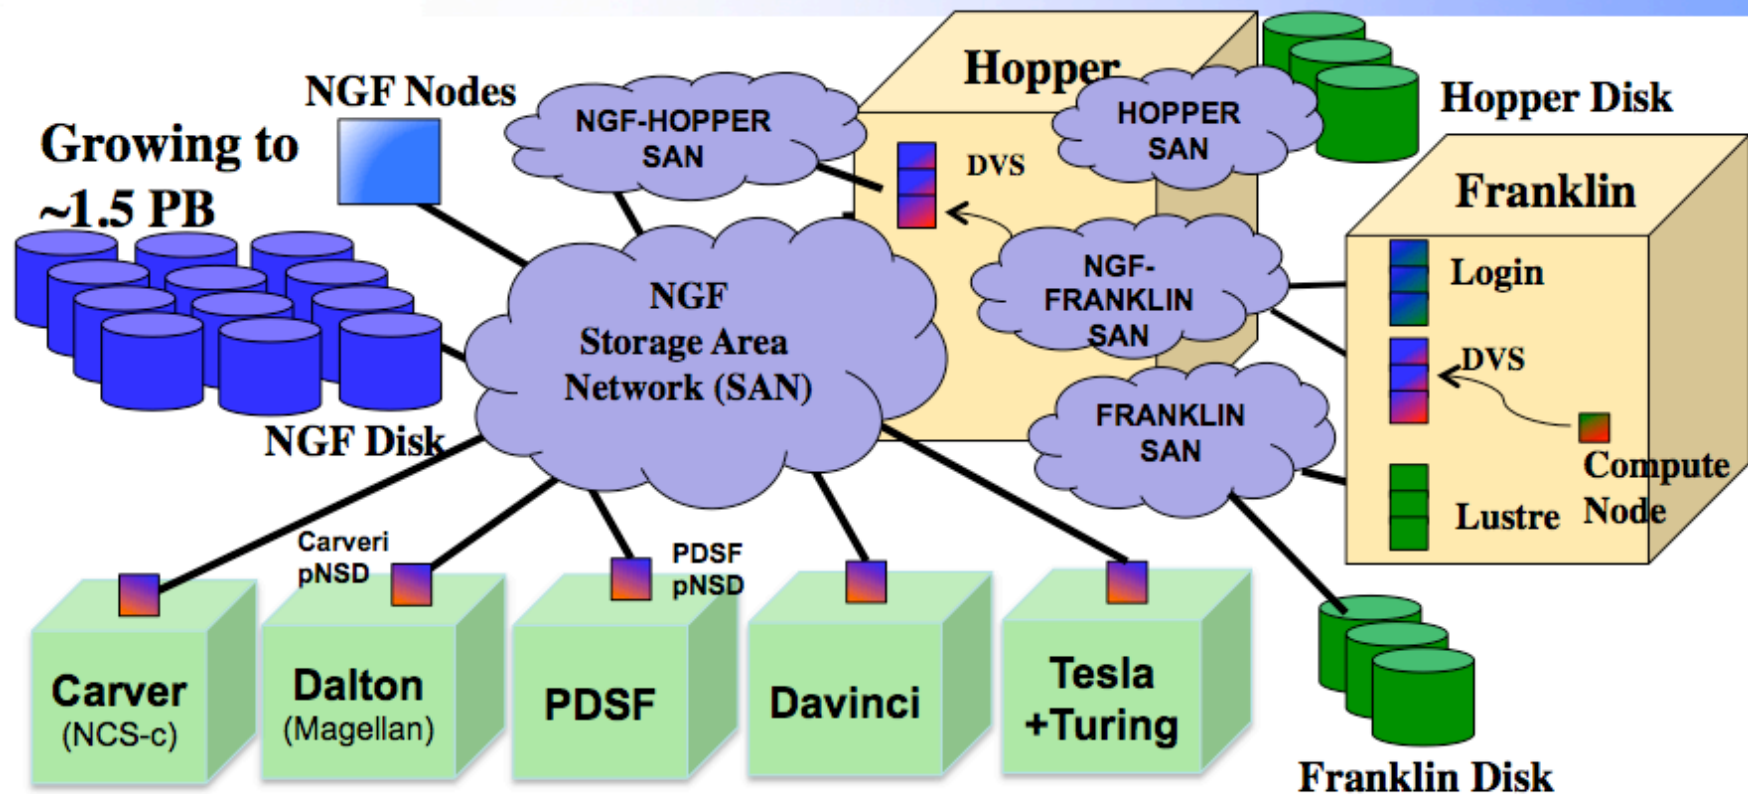 Hopper
NGF Nodes
Growing to
~1.5 PB
NGF-HOPPER
SAN
HOPPER
SAN
Hopper Disk
DVS
Franklin
NGF
Storage Area
Network (SAN)
NGF-
FRANKLIN
SAN
Login
DVS
NGF Disk
FRANKLIN
SAN
Compute
Node
Lustre
Carveri
pNSD
PDSF
pNSD
Carver
(NCS-c)
Dalton
(Magellan)
PDSF
Davinci
Tesla
+Turing
Franklin Disk